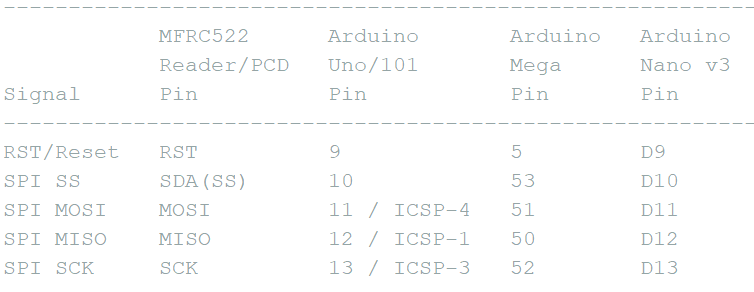 -----------------------------------------------------------
            MFRC522      Arduino       Arduino   Arduino
            Reader/PCD   Uno/101       Mega      Nano v3
Signal      Pin          Pin           Pin       Pin
-----------------------------------------------------------
RST/Reset   RST          9             5         D9
SPI SS      SDA(SS)      10            53        D10
SPI MOSI    MOSI         11 / ICSP-4   51        D11
SPI MISO    MISO         12 / ICSP-1   50        D12
SPI SCK     SCK          13 / ICSP-3   52        D13